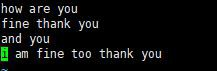 how are you
fine thank you
and you
i am fine too thank you
~